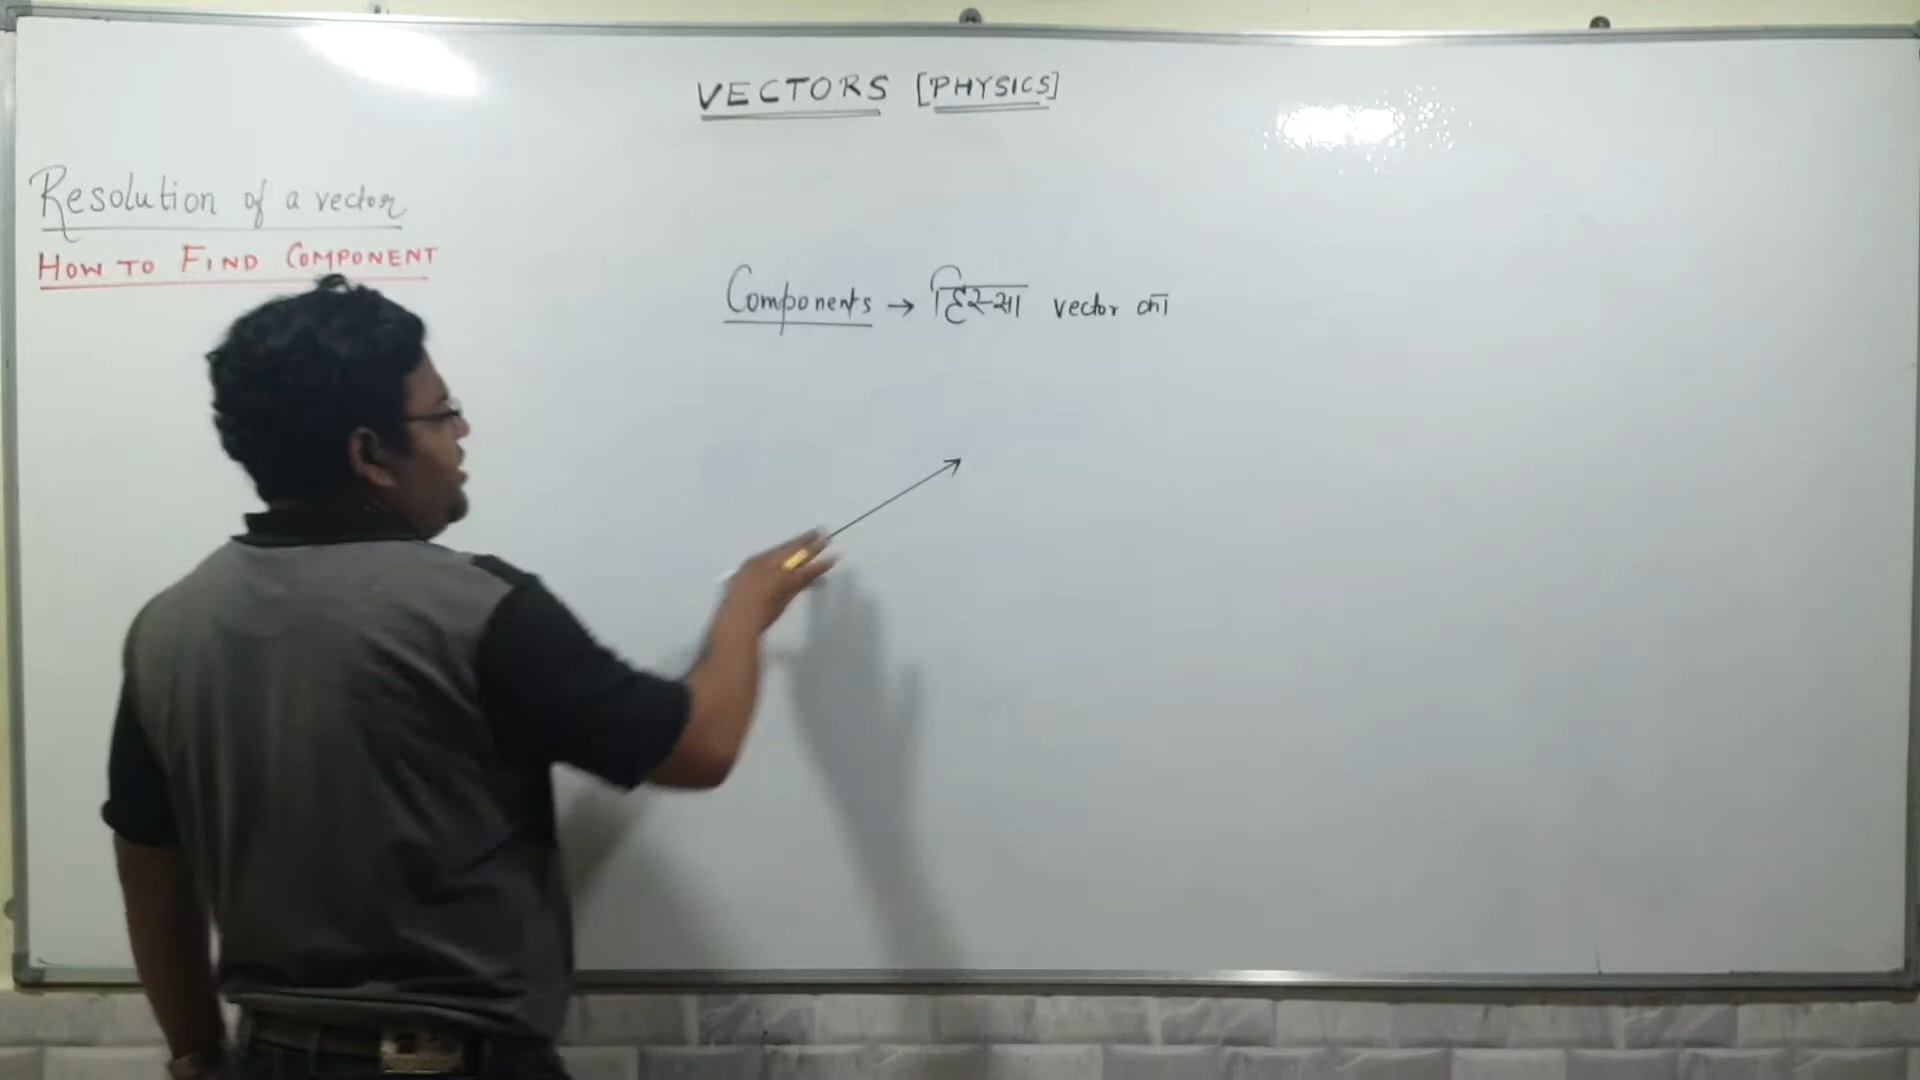 VECTORS [PHYSICS]
Resolution of a vector
HOW TO FIND COMPONENT
Components → हिस्सा vector का